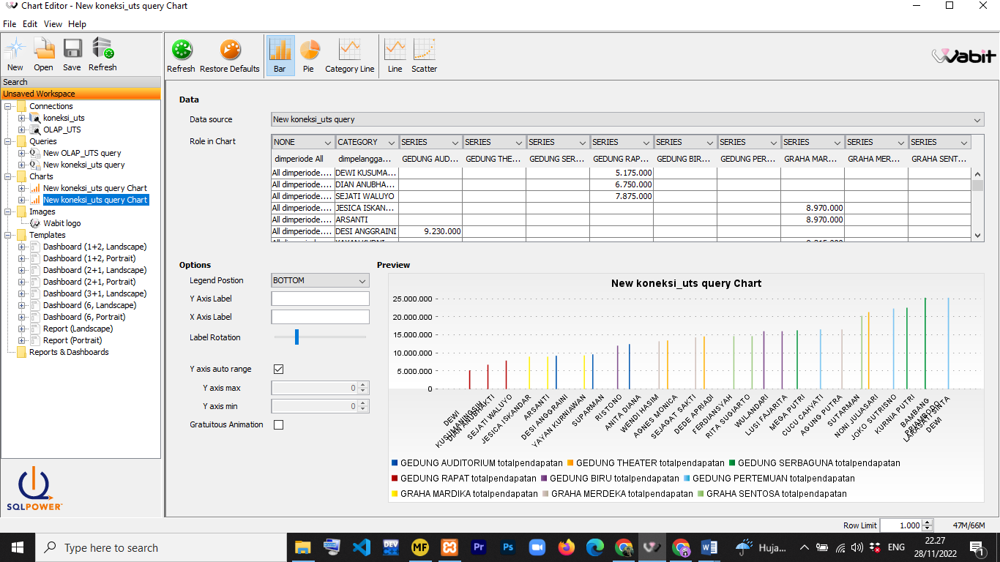 Chart Editor - New koneksi_uts query Chart
File Edit View Help
New Open Save Refresh
Refresh Restore Defaults Bar Pie Category Line Line Scatter
Wabit
Search
Unsaved Workspace
Connections
koneksi_uts
OLAP_UTS
Queries
New OLAP_UTS query
New koneksi_uts query
Charts
New koneksi_uts query Chart
New koneksi_uts query Chart
Images
Wabit logo
Templates
Dashboard (1+2, Landscape)
Dashboard (1+2, Portrait)
Dashboard (2+1, Landscape)
Dashboard (2+1, Portrait)
Dashboard (3+1, Landscape)
Dashboard (6, Landscape)
Dashboard (6, Portrait)
Report (Landscape)
Report (Portrait)
Reports & Dashboards
SQLPOWER
Data
Data source New koneksi_uts query
Role in Chart NONE CATEGORY SERIES SERIES SERIES SERIES SERIES SERIES SERIES SERIES SERIES
dimperiode All dimpelangga... GEDUNG AUD... GEDUNG THE... GEDUNG SER... GEDUNG RAP... GEDUNG BIR... GEDUNG PER... GRAHA MAR... GRAHA MER... GRAHA SENT...
All dimperiode.... DEWI KUSUMA... 5.175.000
All dimperiode.... DIAN ANUBHA... 6.750.000
All dimperiode.... SEJATI WALUYO 7.875.000
All dimperiode.... JESICA ISKAN... 8.970.000
All dimperiode.... ARSANTI 8.970.000
All dimperiode.... DESI ANGGRAINI 9.230.000
Options
Legend Postion BOTTOM
Y Axis Label
X Axis Label
Label Rotation
Y axis auto range
Y axis max 0
Y axis min 0
Gratuitous Animation
Preview
New koneksi_uts query Chart
25.000.000
20.000.000
15.000.000
10.000.000
5.000.000
0
DEWI
KUSUMANINGSIH
DIAN ANUBHAKTI
SEJATI WALUYO
JESICA ISKANDAR
ARSANTI
DESI ANGGRAINI
YAYAN KURNIAWAN
SUPARMAN
RISTONO
ANITA DIANA
WENDI HASIM
AGNES MONICA
SEJAGAT SAKTI
DEDE APRIADI
FERDIANSYAH
RITA SUGIARTO
WULANDARI
LUSI FAJARITA
MEGA PUTRI
CUCU CAHYATI
AGUNG PUTRA
SUTARMAN
NONI JULIASARI
JOKO SUTRISNO
KURNIA PUTRI
BAMBANG
PRIAMBODO
LARASATI SINTA
DEWI
GEDUNG AUDITORIUM totalpendapatan GEDUNG THEATER totalpendapatan GEDUNG SERBAGUNA totalpendapatan
GEDUNG RAPAT totalpendapatan GEDUNG BIRU totalpendapatan GEDUNG PERTEMUAN totalpendapatan
GRAHA MARDIKA totalpendapatan GRAHA MERDEKA totalpendapatan GRAHA SENTOSA totalpendapatan
Row Limit 1.000 47M/66M
Type here to search
DEV MF Pr Ps Huja... ENG 22.27
28/11/2022 1